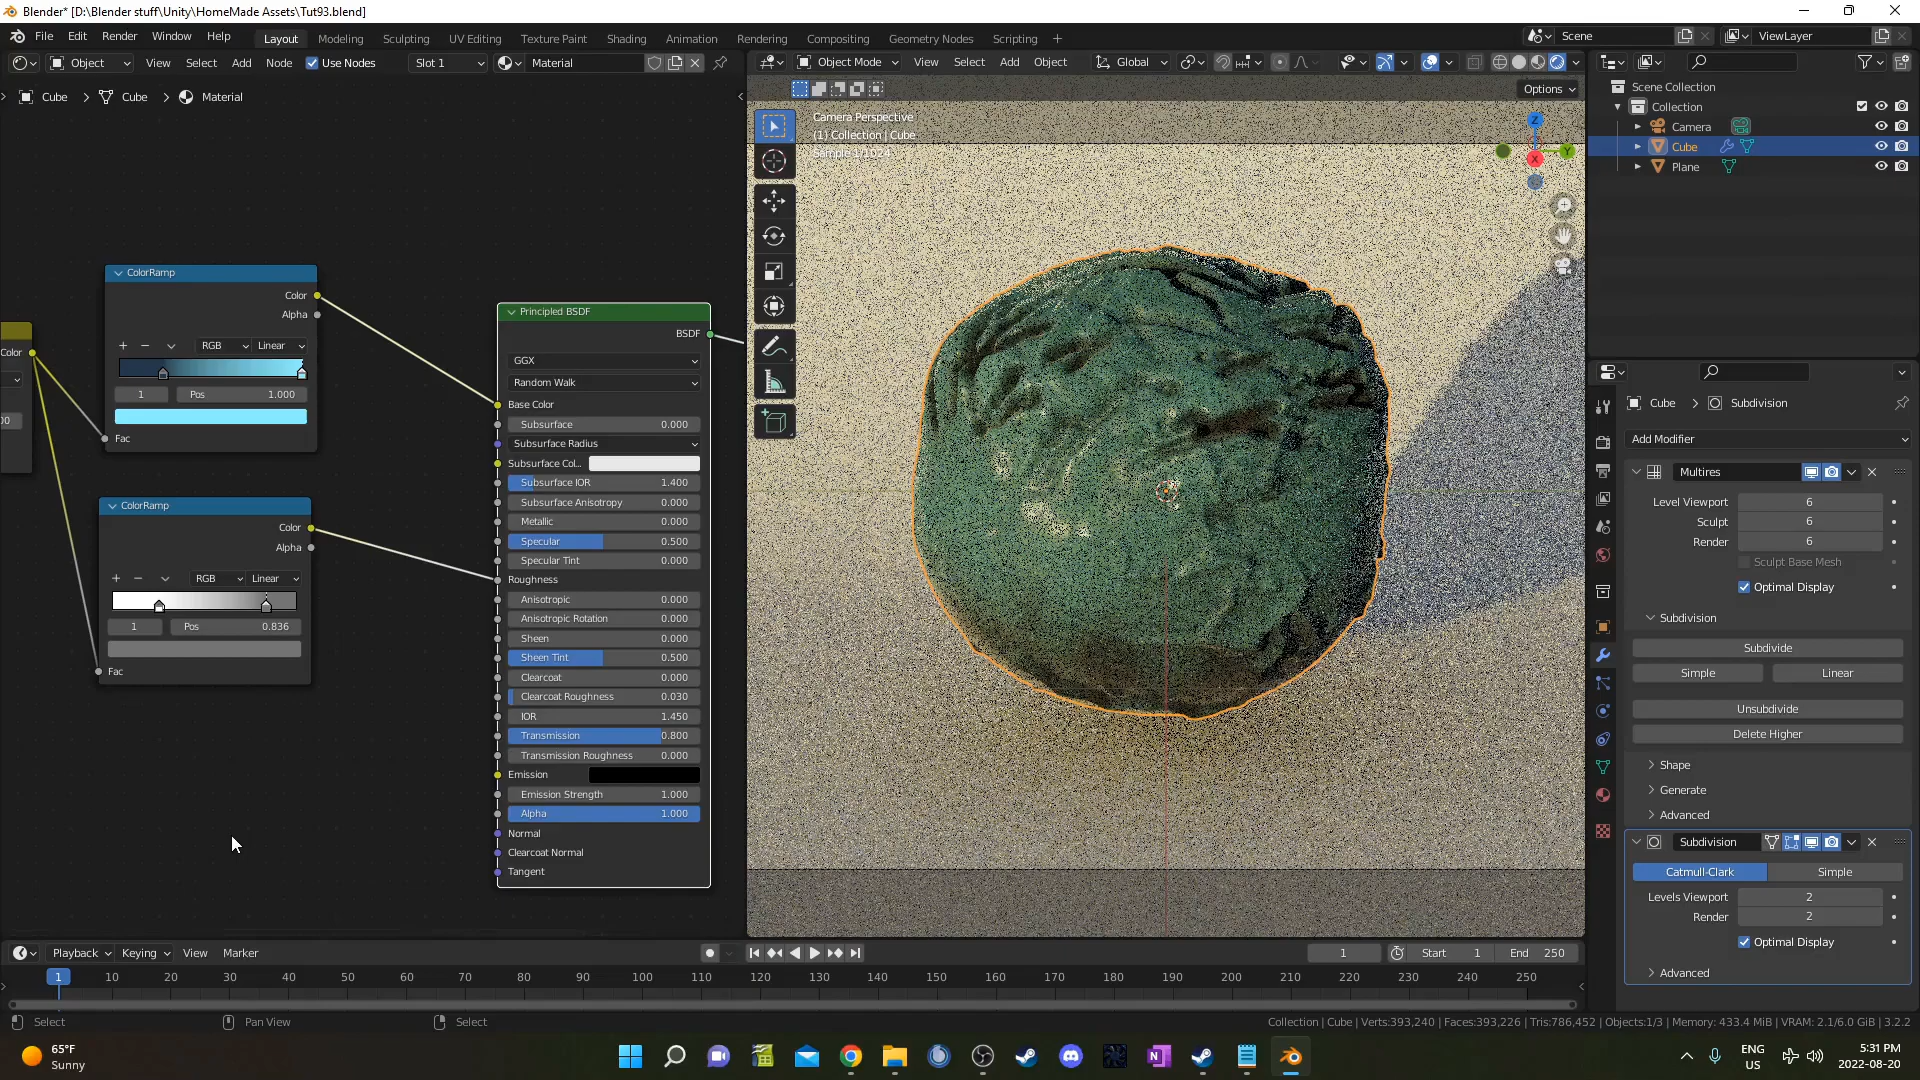 Blender* [D:\Blender stuff\Unity\HomeMade Assets\Tut93.blend]
File Edit Render Window Help Layout Modeling Sculpting UV Editing Texture Paint Shading Animation Rendering Compositing Geometry Nodes Scripting + Scene ViewLayer
Object View Select Add Node Use Nodes Slot 1 Material
Object Mode View Select Add Object Global
Cube > Cube > Material
Options
Camera Perspective
(1) Collection | Cube
Sample 1/1024
Z
Y
X
Scene Collection
Collection
Camera
Cube
Plane
ColorRamp
Color
Alpha
RGB Linear
1 Pos 1.000
Fac
Color
00
ColorRamp
Color
Alpha
RGB Linear
1 Pos 0.836
Fac
Principled BSDF
BSDF
GGX
Random Walk
Base Color
Subsurface 0.000
Subsurface Radius
Subsurface Col...
Subsurface IOR 1.400
Subsurface Anisotropy 0.000
Metallic 0.000
Specular 0.500
Specular Tint 0.000
Roughness
Anisotropic 0.000
Anisotropic Rotation 0.000
Sheen 0.000
Sheen Tint 0.500
Clearcoat 0.000
Clearcoat Roughness 0.030
IOR 1.450
Transmission 0.800
Transmission Roughness 0.000
Emission
Emission Strength 1.000
Alpha 1.000
Normal
Clearcoat Normal
Tangent
Cube > Subdivision
Add Modifier
Multires
Level Viewport 6
Sculpt 6
Render 6
Sculpt Base Mesh
Optimal Display
Subdivision
Subdivide
Simple Linear
Unsubdivide
Delete Higher
Shape
Generate
Advanced
Subdivision
Catmull-Clark Simple
Levels Viewport 2
Render 2
Optimal Display
Advanced
Playback Keying View Marker 1 Start 1 End 250
1 10 20 30 40 50 60 70 80 90 100 110 120 130 140 150 160 170 180 190 200 210 220 230 240 250
Select Pan View Select Collection | Cube | Verts:393,240 | Faces:393,226 | Tris:786,452 | Objects:1/3 | Memory: 433.4 MiB | VRAM: 2.1/6.0 GiB | 3.2.2
65°F
Sunny
ENG
US
5:31 PM
2022-08-20